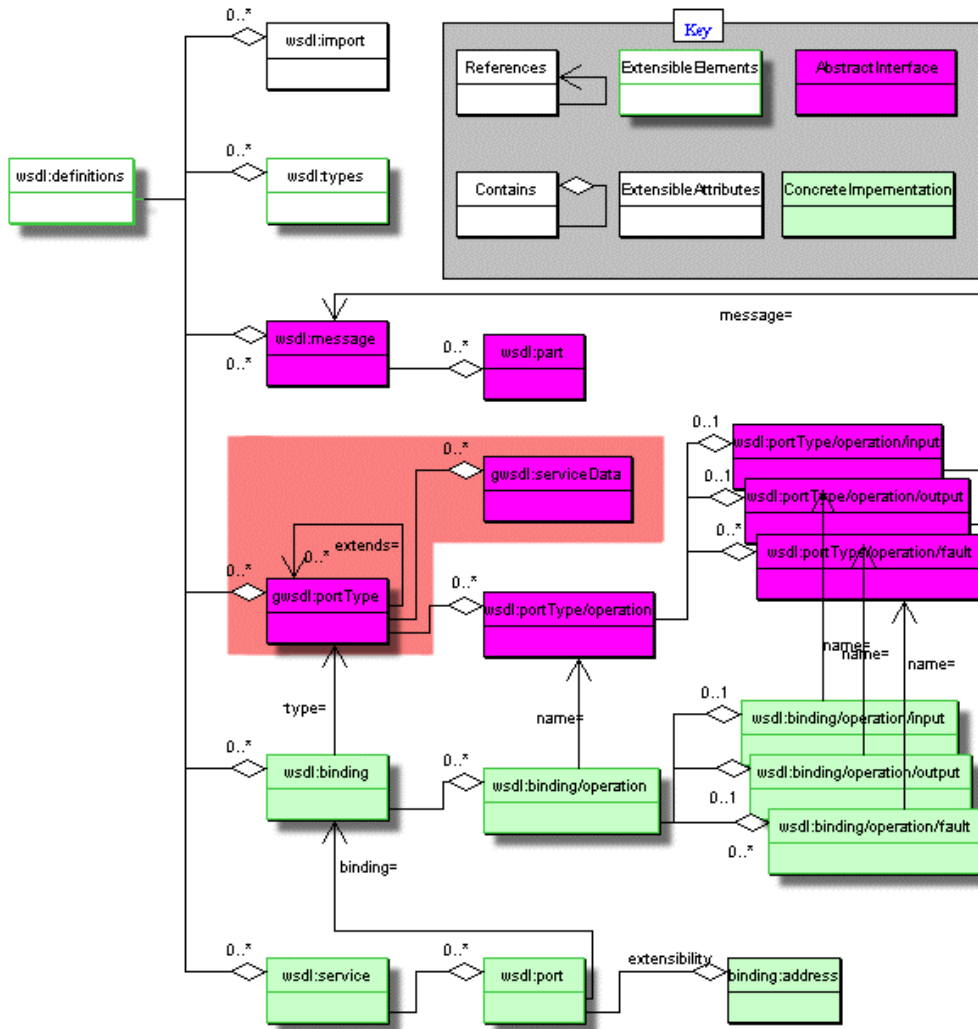 0..*
wsdl:import
Key
References
ExtensibleElements
AbstractInterface
wsdl:definitions
0..*
wsdl:types
Contains
ExtensibleAttributes
ConcreteImpementation
message=
wsdl:message
0..*
0..*
wsdl:part
0..1
wsdl:portType/operation/input
0..*
gwsdl:serviceData
0..1
wsdl:portType/operation/output
extends=
0..*
0..*
wsdl:portType/operation/fault
0..*
gwsdl:portType
0..*
wsdl:portType/operation
name=
name=
name=
type=
name=
0..1
wsdl:binding/operation/input
0..*
wsdl:binding
0..*
wsdl:binding/operation
wsdl:binding/operation/output
0..1
wsdl:binding/operation/fault
0..*
binding=
0..*
wsdl:service
0..*
wsdl:port
extensibility
binding:address